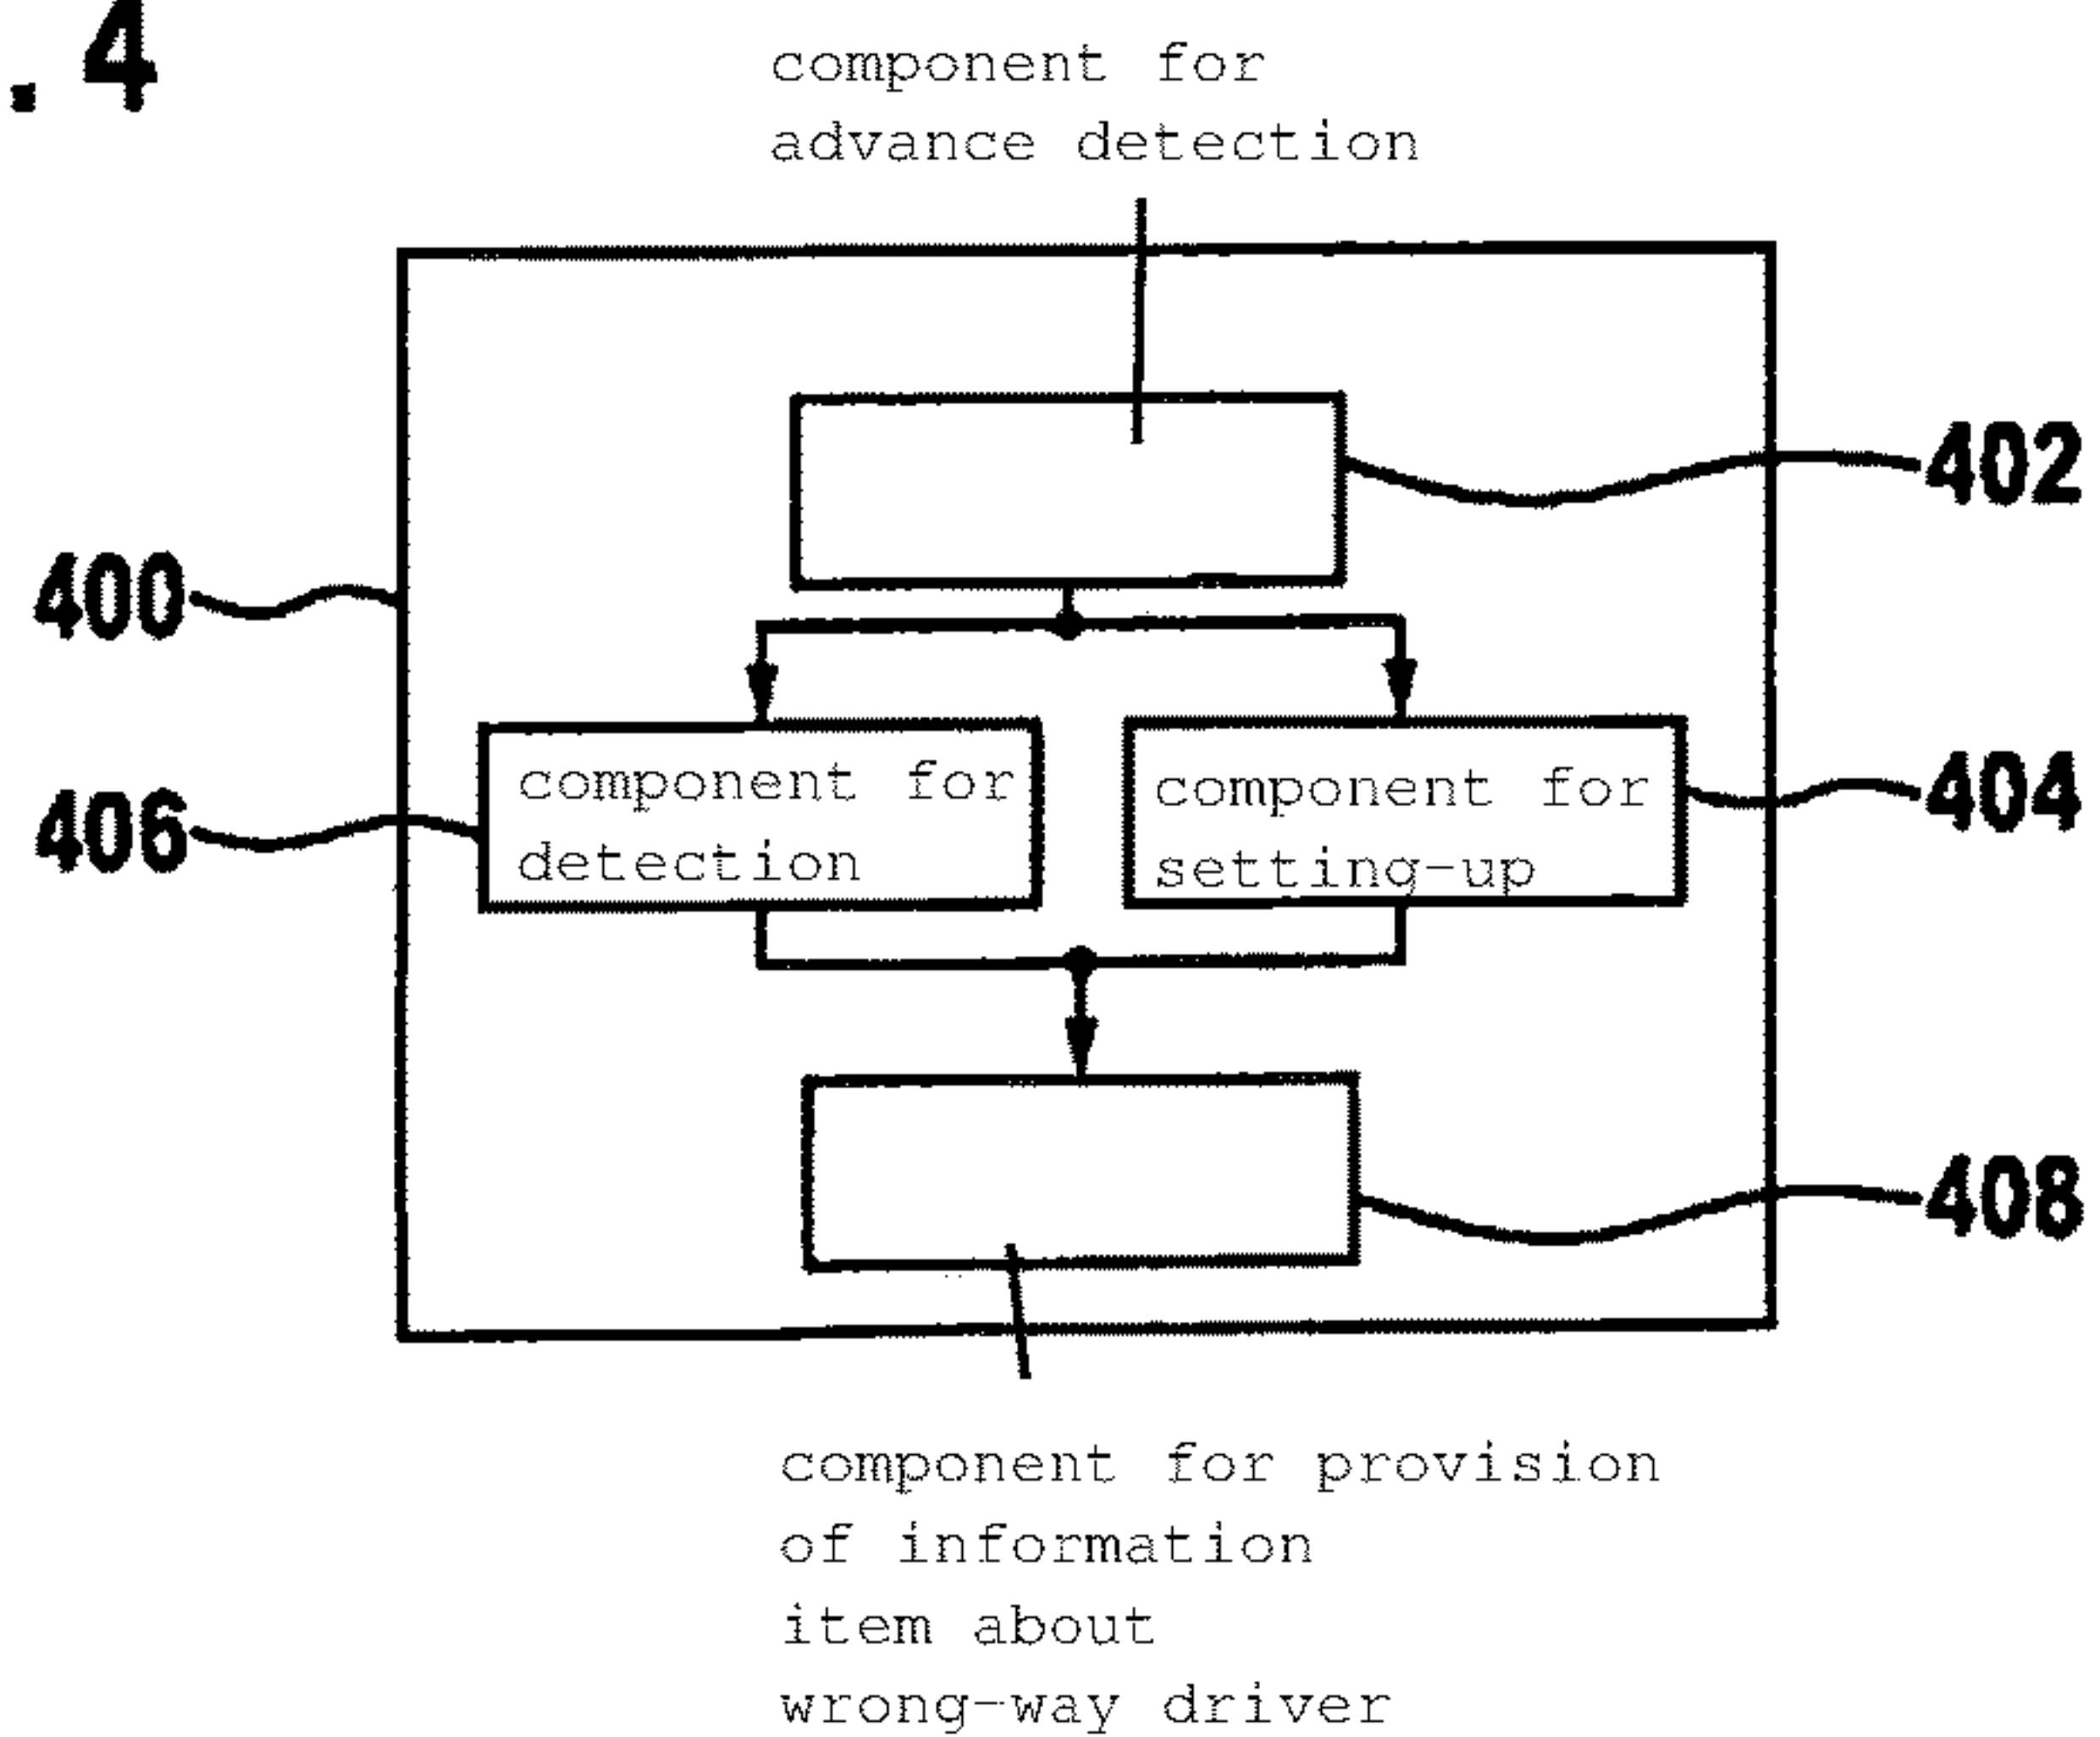 . 4
component for
advance detection
402
400
component for
detection
component for
setting-up
406
404
408
component for provision
of information
item about
wrong-way driver